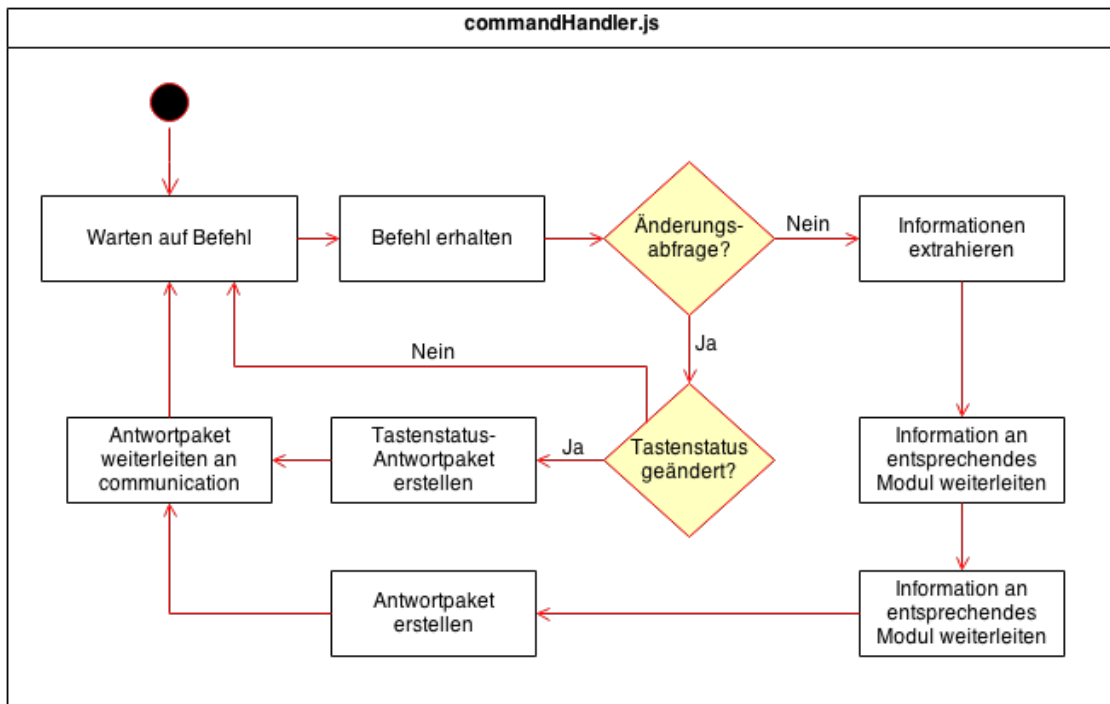 commandHandler.js
Warten auf Befehl
Befehl erhalten
Änderungs-
abfrage?
Nein
Informationen
extrahieren
Ja
Nein
Antwortpaket
weiterleiten an
communication
Tastenstatus-
Antwortpaket
erstellen
Ja
Tastenstatus
geändert?
Information an
entsprechendes
Modul weiterleiten
Antwortpaket
erstellen
Information an
entsprechendes
Modul weiterleiten